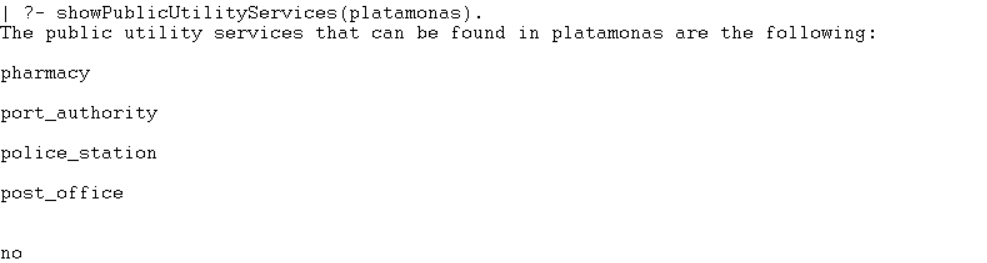 | ?- showPublicUtilityServices(platamonas).
The public utility services that can be found in platamonas are the following:
pharmacy
port_authority
police_station
post_office
no